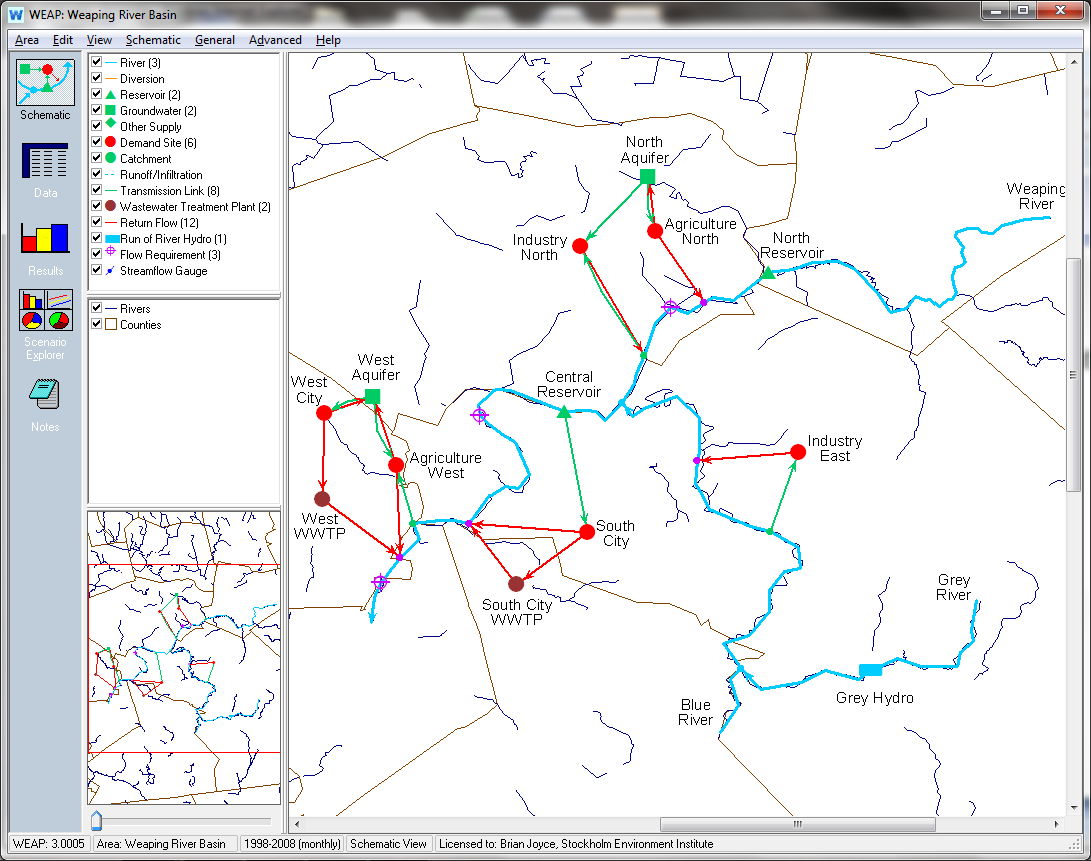 WEAP: Weaping River Basin
Area Edit View Schematic General Advanced Help
Schematic
Data
Results
Scenario
Explorer
Notes
River (3)
Diversion
Reservoir (2)
Groundwater (2)
Other Supply
Demand Site (6)
Catchment
Runoff/Infiltration
Transmission Link (8)
Wastewater Treatment Plant (2)
Return Flow (12)
Run of River Hydro (1)
Flow Requirement (3)
Streamflow Gauge
Rivers
Counties
North
Aquifer
Weaping
River
Agriculture
North
Industry
North
North
Reservoir
West
Aquifer
West
City
Central
Reservoir
Agriculture
West
Industry
East
West
WWTP
South
City
South City
WWTP
Grey
River
Grey Hydro
Blue
River
WEAP: 3.0005 Area: Weaping River Basin 1998-2008 (monthly) Schematic View Licensed to: Brian Joyce, Stockholm Environment Institute